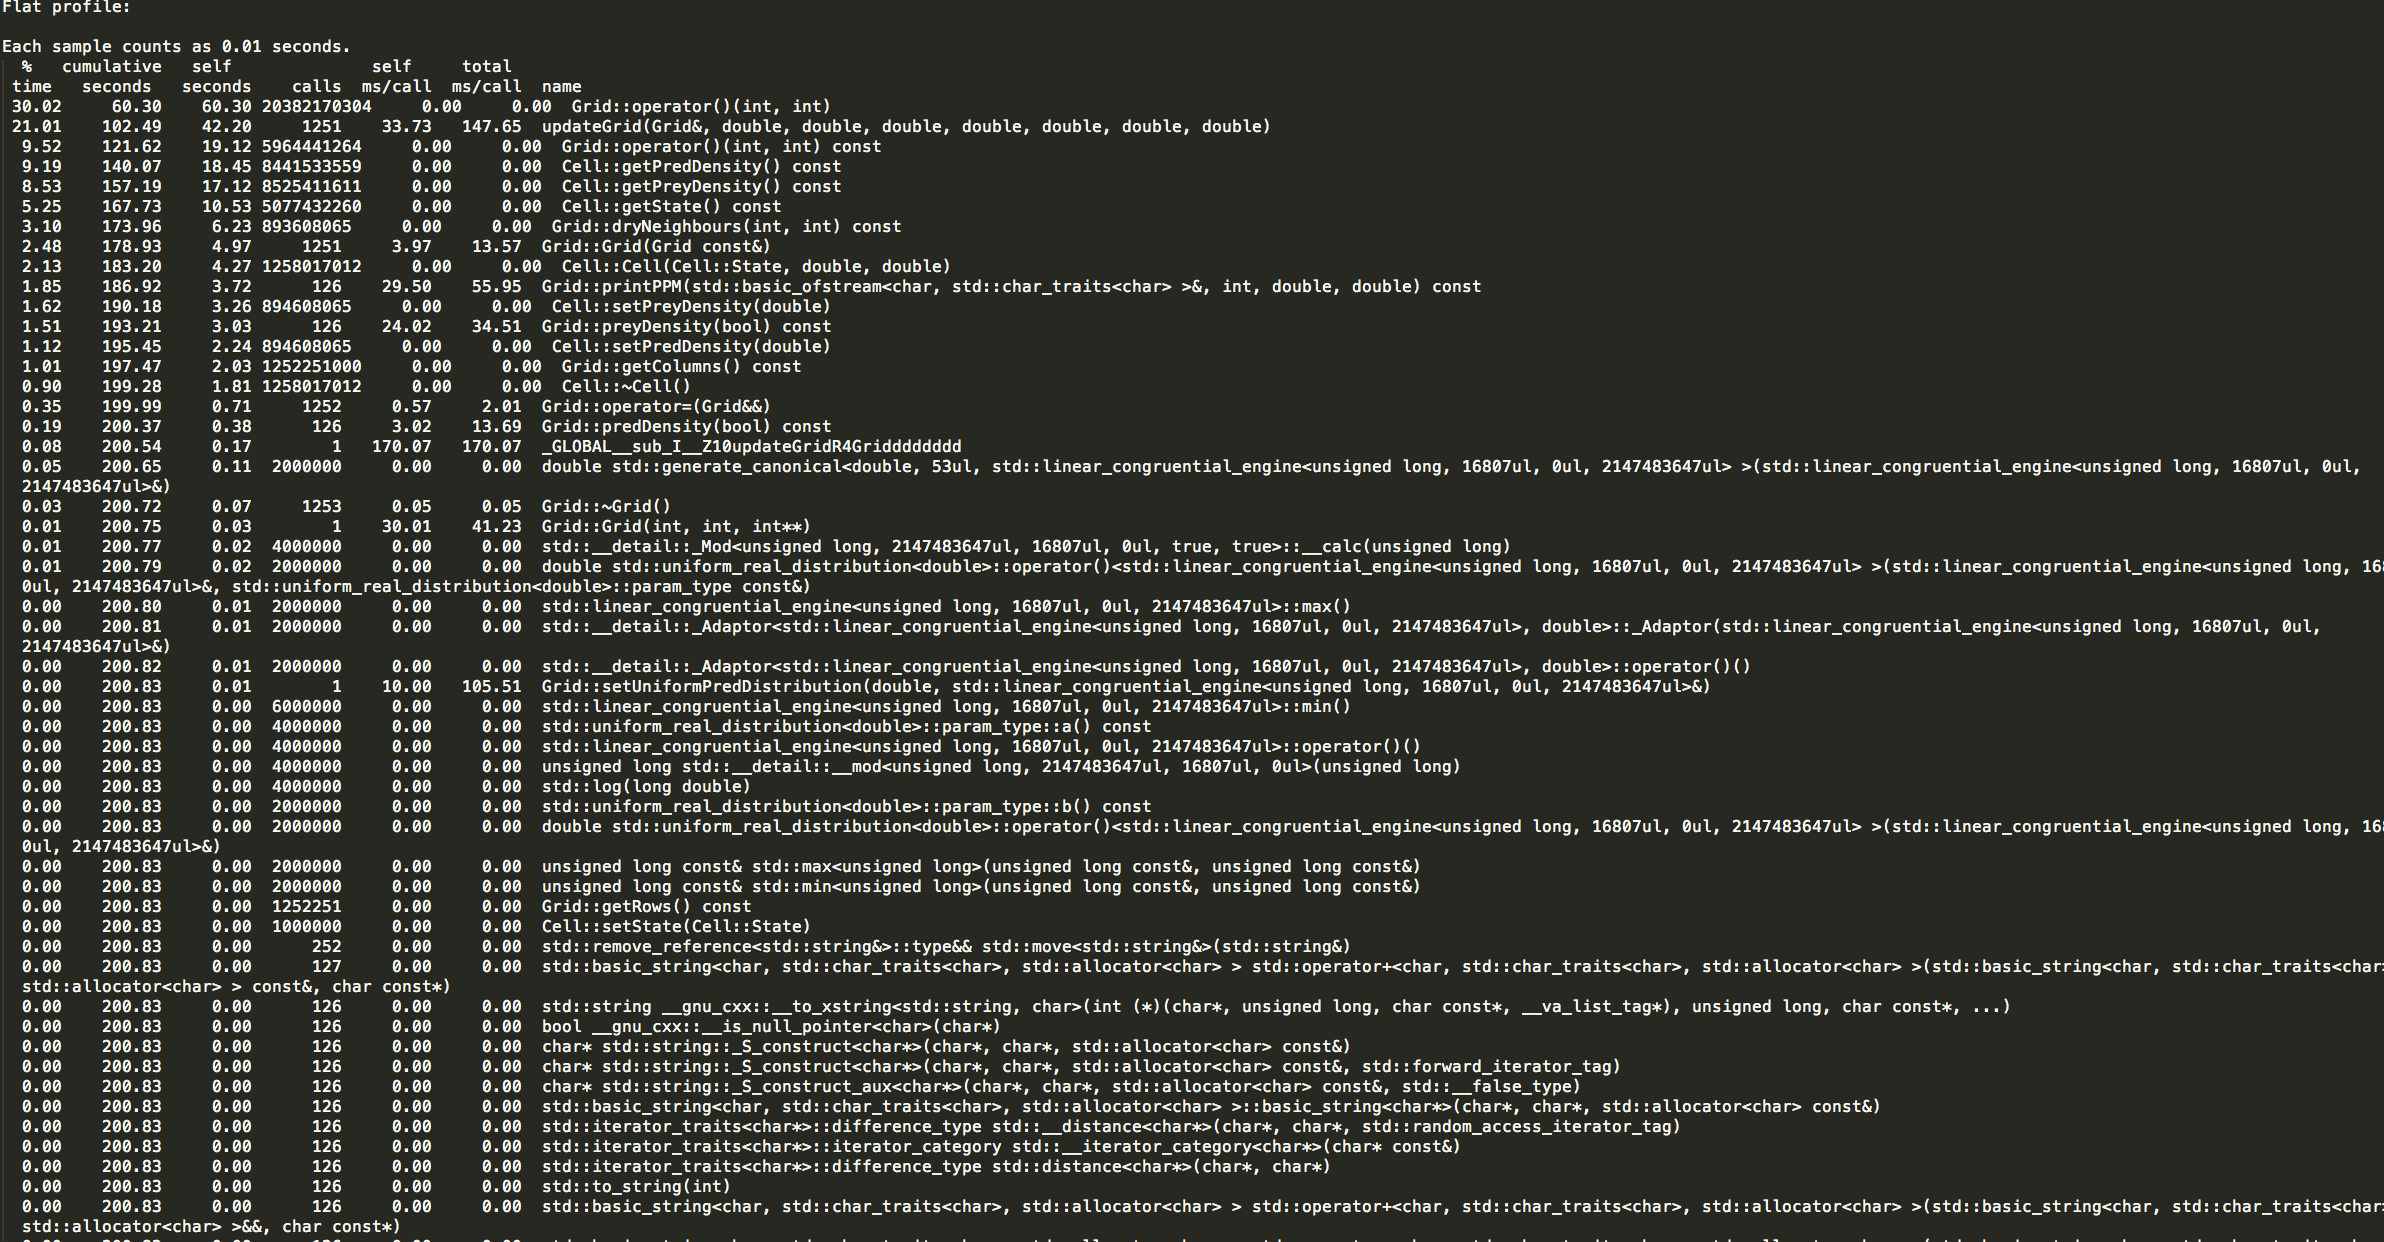 Flat profile:
Each sample counts as 0.01 seconds.
% cumulative self self total
time seconds seconds calls ms/call ms/call name
30.02 60.30 60.30 20382170304 0.00 0.00 Grid::operator()(int, int)
21.01 102.49 42.20 1251 33.73 147.65 updateGrid(Grid&, double, double, double, double, double, double, double)
9.52 121.62 19.12 5964441264 0.00 0.00 Grid::operator()(int, int) const
9.19 140.07 18.45 8441533559 0.00 0.00 Cell::getPredDensity() const
8.53 157.19 17.12 8525411611 0.00 0.00 Cell::getPreyDensity() const
5.25 167.73 10.53 5077432260 0.00 0.00 Cell::getState() const
3.10 173.96 6.23 893608065 0.00 0.00 Grid::dryNeighbours(int, int) const
2.48 178.93 4.97 1251 3.97 13.57 Grid::Grid(Grid const&)
2.13 183.20 4.27 1258017012 0.00 0.00 Cell::Cell(Cell::State, double, double)
1.85 186.92 3.72 126 29.50 55.95 Grid::printPPM(std::basic_ofstream<char, std::char_traits<char> >&, int, double, double) const
1.62 190.18 3.26 894608065 0.00 0.00 Cell::setPreyDensity(double)
1.51 193.21 3.03 126 24.02 34.51 Grid::preyDensity(bool) const
1.12 195.45 2.24 894608065 0.00 0.00 Cell::setPredDensity(double)
1.01 197.47 2.03 1252251000 0.00 0.00 Grid::getColumns() const
0.90 199.28 1.81 1258017012 0.00 0.00 Cell::~Cell()
0.35 199.99 0.71 1252 0.57 2.01 Grid::operator=(Grid&&)
0.19 200.37 0.38 126 3.02 13.69 Grid::predDensity(bool) const
0.08 200.54 0.17 1 170.07 170.07 _GLOBAL__sub_I__Z10updateGridR4Gridddddddd
0.05 200.65 0.11 2000000 0.00 0.00 double std::generate_canonical<double, 53ul, std::linear_congruential_engine<unsigned long, 16807ul, 0ul, 2147483647ul> >(std::linear_congruential_engine<unsigned long, 16807ul, 0ul,
2147483647ul>&)
0.03 200.72 0.07 1253 0.05 0.05 Grid::~Grid()
0.01 200.75 0.03 1 30.01 41.23 Grid::Grid(int, int, int**)
0.01 200.77 0.02 4000000 0.00 0.00 std::__detail::_Mod<unsigned long, 2147483647ul, 16807ul, 0ul, true, true>::__calc(unsigned long)
0.01 200.79 0.02 2000000 0.00 0.00 double std::uniform_real_distribution<double>::operator()<std::linear_congruential_engine<unsigned long, 16807ul, 0ul, 2147483647ul> >(std::linear_congruential_engine<unsigned long, 16
0ul, 2147483647ul>&, std::uniform_real_distribution<double>::param_type const&)
0.00 200.80 0.01 2000000 0.00 0.00 std::linear_congruential_engine<unsigned long, 16807ul, 0ul, 2147483647ul>::max()
0.00 200.81 0.01 2000000 0.00 0.00 std::__detail::_Adaptor<std::linear_congruential_engine<unsigned long, 16807ul, 0ul, 2147483647ul>, double>::_Adaptor(std::linear_congruential_engine<unsigned long, 16807ul, 0ul,
2147483647ul>&)
0.00 200.82 0.01 2000000 0.00 0.00 std::__detail::_Adaptor<std::linear_congruential_engine<unsigned long, 16807ul, 0ul, 2147483647ul>, double>::operator()()
0.00 200.83 0.01 1 10.00 105.51 Grid::setUniformPredDistribution(double, std::linear_congruential_engine<unsigned long, 16807ul, 0ul, 2147483647ul>&)
0.00 200.83 0.00 6000000 0.00 0.00 std::linear_congruential_engine<unsigned long, 16807ul, 0ul, 2147483647ul>::min()
0.00 200.83 0.00 4000000 0.00 0.00 std::uniform_real_distribution<double>::param_type::a() const
0.00 200.83 0.00 4000000 0.00 0.00 std::linear_congruential_engine<unsigned long, 16807ul, 0ul, 2147483647ul>::operator()()
0.00 200.83 0.00 4000000 0.00 0.00 unsigned long std::__detail::__mod<unsigned long, 2147483647ul, 16807ul, 0ul>(unsigned long)
0.00 200.83 0.00 4000000 0.00 0.00 std::log(long double)
0.00 200.83 0.00 2000000 0.00 0.00 std::uniform_real_distribution<double>::param_type::b() const
0.00 200.83 0.00 2000000 0.00 0.00 double std::uniform_real_distribution<double>::operator()<std::linear_congruential_engine<unsigned long, 16807ul, 0ul, 2147483647ul> >(std::linear_congruential_engine<unsigned long, 16
0ul, 2147483647ul>&)
0.00 200.83 0.00 2000000 0.00 0.00 unsigned long const& std::max<unsigned long>(unsigned long const&, unsigned long const&)
0.00 200.83 0.00 2000000 0.00 0.00 unsigned long const& std::min<unsigned long>(unsigned long const&, unsigned long const&)
0.00 200.83 0.00 1252251 0.00 0.00 Grid::getRows() const
0.00 200.83 0.00 1000000 0.00 0.00 Cell::setState(Cell::State)
0.00 200.83 0.00 252 0.00 0.00 std::remove_reference<std::string&>::type&& std::move<std::string&>(std::string&)
0.00 200.83 0.00 127 0.00 0.00 std::basic_string<char, std::char_traits<char>, std::allocator<char> > std::operator+<char, std::char_traits<char>, std::allocator<char> >(std::basic_string<char, std::char_traits<char>
std::allocator<char> > const&, char const*)
0.00 200.83 0.00 126 0.00 0.00 std::string __gnu_cxx::__to_xstring<std::string, char>(int (*)(char*, unsigned long, char const*, __va_list_tag*), unsigned long, char const*, ...)
0.00 200.83 0.00 126 0.00 0.00 bool __gnu_cxx::__is_null_pointer<char>(char*)
0.00 200.83 0.00 126 0.00 0.00 char* std::string::_S_construct<char*>(char*, char*, std::allocator<char> const&)
0.00 200.83 0.00 126 0.00 0.00 char* std::string::_S_construct<char*>(char*, char*, std::allocator<char> const&, std::forward_iterator_tag)
0.00 200.83 0.00 126 0.00 0.00 char* std::string::_S_construct_aux<char*>(char*, char*, std::allocator<char> const&, std::__false_type)
0.00 200.83 0.00 126 0.00 0.00 std::basic_string<char, std::char_traits<char>, std::allocator<char> >::basic_string<char*>(char*, char*, std::allocator<char> const&)
0.00 200.83 0.00 126 0.00 0.00 std::iterator_traits<char*>::difference_type std::__distance<char*>(char*, char*, std::random_access_iterator_tag)
0.00 200.83 0.00 126 0.00 0.00 std::iterator_traits<char*>::iterator_category std::__iterator_category<char*>(char* const&)
0.00 200.83 0.00 126 0.00 0.00 std::iterator_traits<char*>::difference_type std::distance<char*>(char*, char*)
0.00 200.83 0.00 126 0.00 0.00 std::to_string(int)
0.00 200.83 0.00 126 0.00 0.00 std::basic_string<char, std::char_traits<char>, std::allocator<char> > std::operator+<char, std::char_traits<char>, std::allocator<char> >(std::basic_string<char, std::char_traits<char>
std::allocator<char> >&&, char const*)